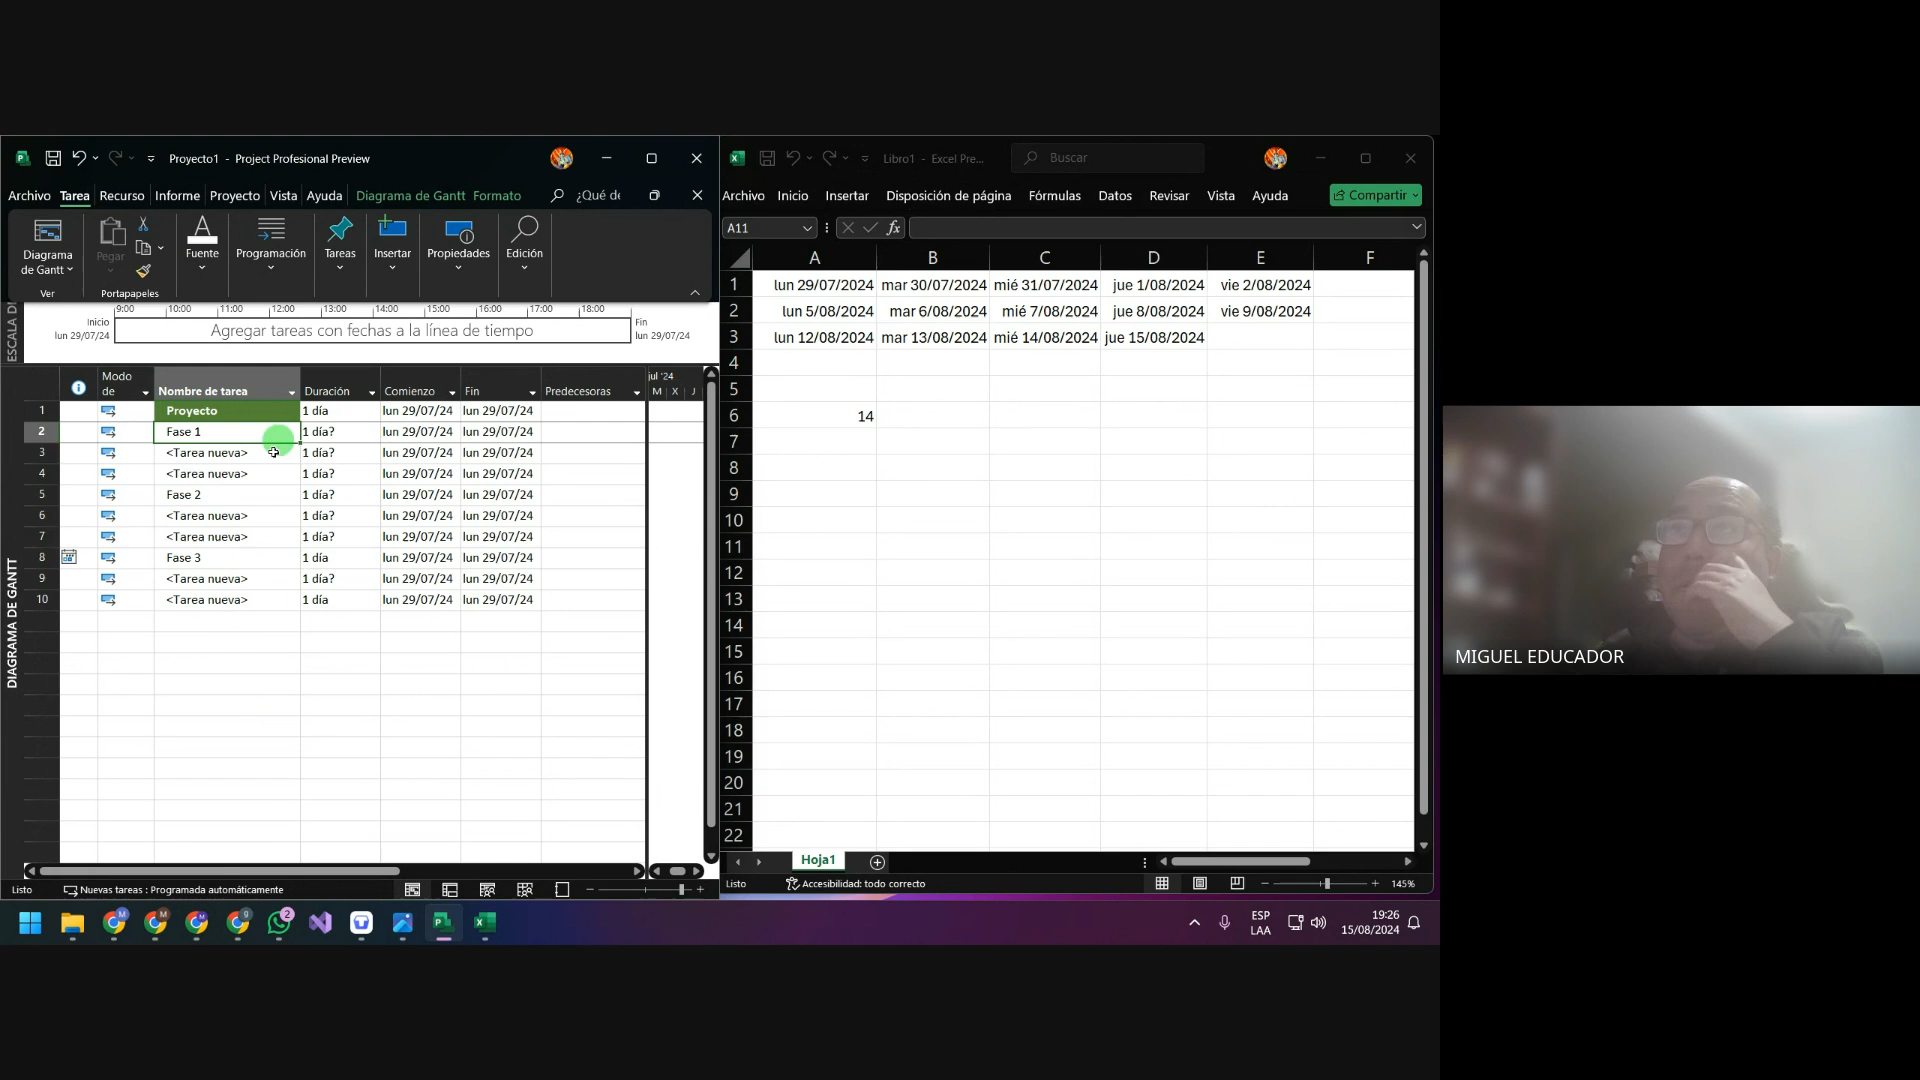 Proyecto1 - Project Profesional Preview
Archivo Tarea Recurso Informe Proyecto Vista Ayuda Diagrama de Gantt Formato ¿Qué de
Diagrama de Gantt
Pegar
Fuente
Programación
Tareas
Insertar
Propiedades
Edición
Ver
Portapapeles
9:00 10:00 11:00 12:00 13:00 14:00 15:00 16:00 17:00 18:00
Inicio
lun 29/07/24
Agregar tareas con fechas a la línea de tiempo
Fin
lun 29/07/24
ESCALA DE
Modo de Nombre de tarea Duración Comienzo Fin Predecesoras
jul '24
M X J
1 Proyecto 1 día lun 29/07/24 lun 29/07/24
2 Fase 1 1 día? lun 29/07/24 lun 29/07/24
3 <Tarea nueva> 1 día? lun 29/07/24 lun 29/07/24
4 <Tarea nueva> 1 día? lun 29/07/24 lun 29/07/24
5 Fase 2 1 día? lun 29/07/24 lun 29/07/24
6 <Tarea nueva> 1 día? lun 29/07/24 lun 29/07/24
7 <Tarea nueva> 1 día? lun 29/07/24 lun 29/07/24
8 Fase 3 1 día lun 29/07/24 lun 29/07/24
9 <Tarea nueva> 1 día? lun 29/07/24 lun 29/07/24
10 <Tarea nueva> 1 día lun 29/07/24 lun 29/07/24
DIAGRAMA DE GANTT
Listo Nuevas tareas : Programada automáticamente
Libro1 - Excel Pre... Buscar
Archivo Inicio Insertar Disposición de página Fórmulas Datos Revisar Vista Ayuda Compartir
A11 fx
A B C D E F
1 lun 29/07/2024 mar 30/07/2024 mié 31/07/2024 jue 1/08/2024 vie 2/08/2024
2 lun 5/08/2024 mar 6/08/2024 mié 7/08/2024 jue 8/08/2024 vie 9/08/2024
3 lun 12/08/2024 mar 13/08/2024 mié 14/08/2024 jue 15/08/2024
4
5
6 14
7
8
9
10
11
12
13
14
15
16
17
18
19
20
21
22
Hoja1
Listo Accesibilidad: todo correcto 145%
MIGUEL EDUCADOR
2
ESP
LAA
19:26
15/08/2024